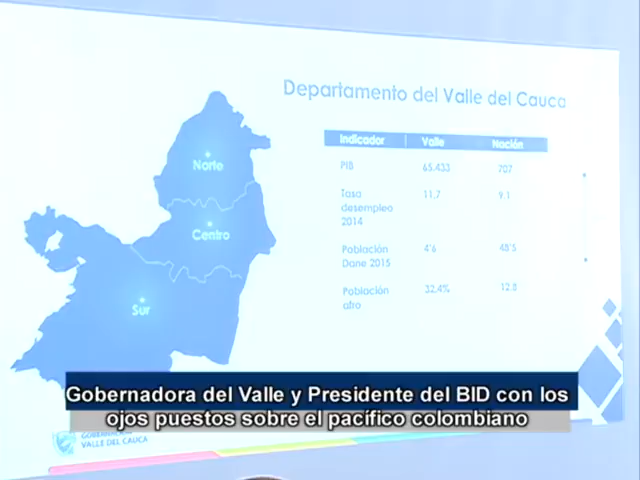 Departamento del Valle del Cauca
Indicador Valle Nación
PIB 65.433 707
Tasa desempleo 2014 11,7 9,1
Población Dane 2015 4'6 48'5
Población afro 32,4% 12,8
Norte
Centro
Sur
Gobernadora del Valle y Presidente del BID con los
ojos puestos sobre el pacífico colombiano
GOBERNACIÓN
VALLE DEL CAUCA